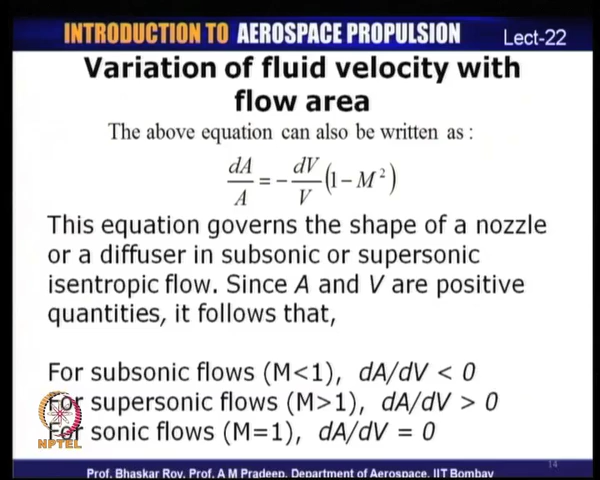 INTRODUCTION TO AEROSPACE PROPULSION
Lect-22
Variation of fluid velocity with
flow area
The above equation can also be written as :
dA/A = − dV/V (1 − M²)
This equation governs the shape of a nozzle
or a diffuser in subsonic or supersonic
isentropic flow. Since A and V are positive
quantities, it follows that,
For subsonic flows (M<1), dA/dV < 0
For supersonic flows (M>1), dA/dV > 0
For sonic flows (M=1), dA/dV = 0
NPTEL
14
Prof. Bhaskar Roy, Prof. A M Pradeep, Department of Aerospace, IIT Bombay